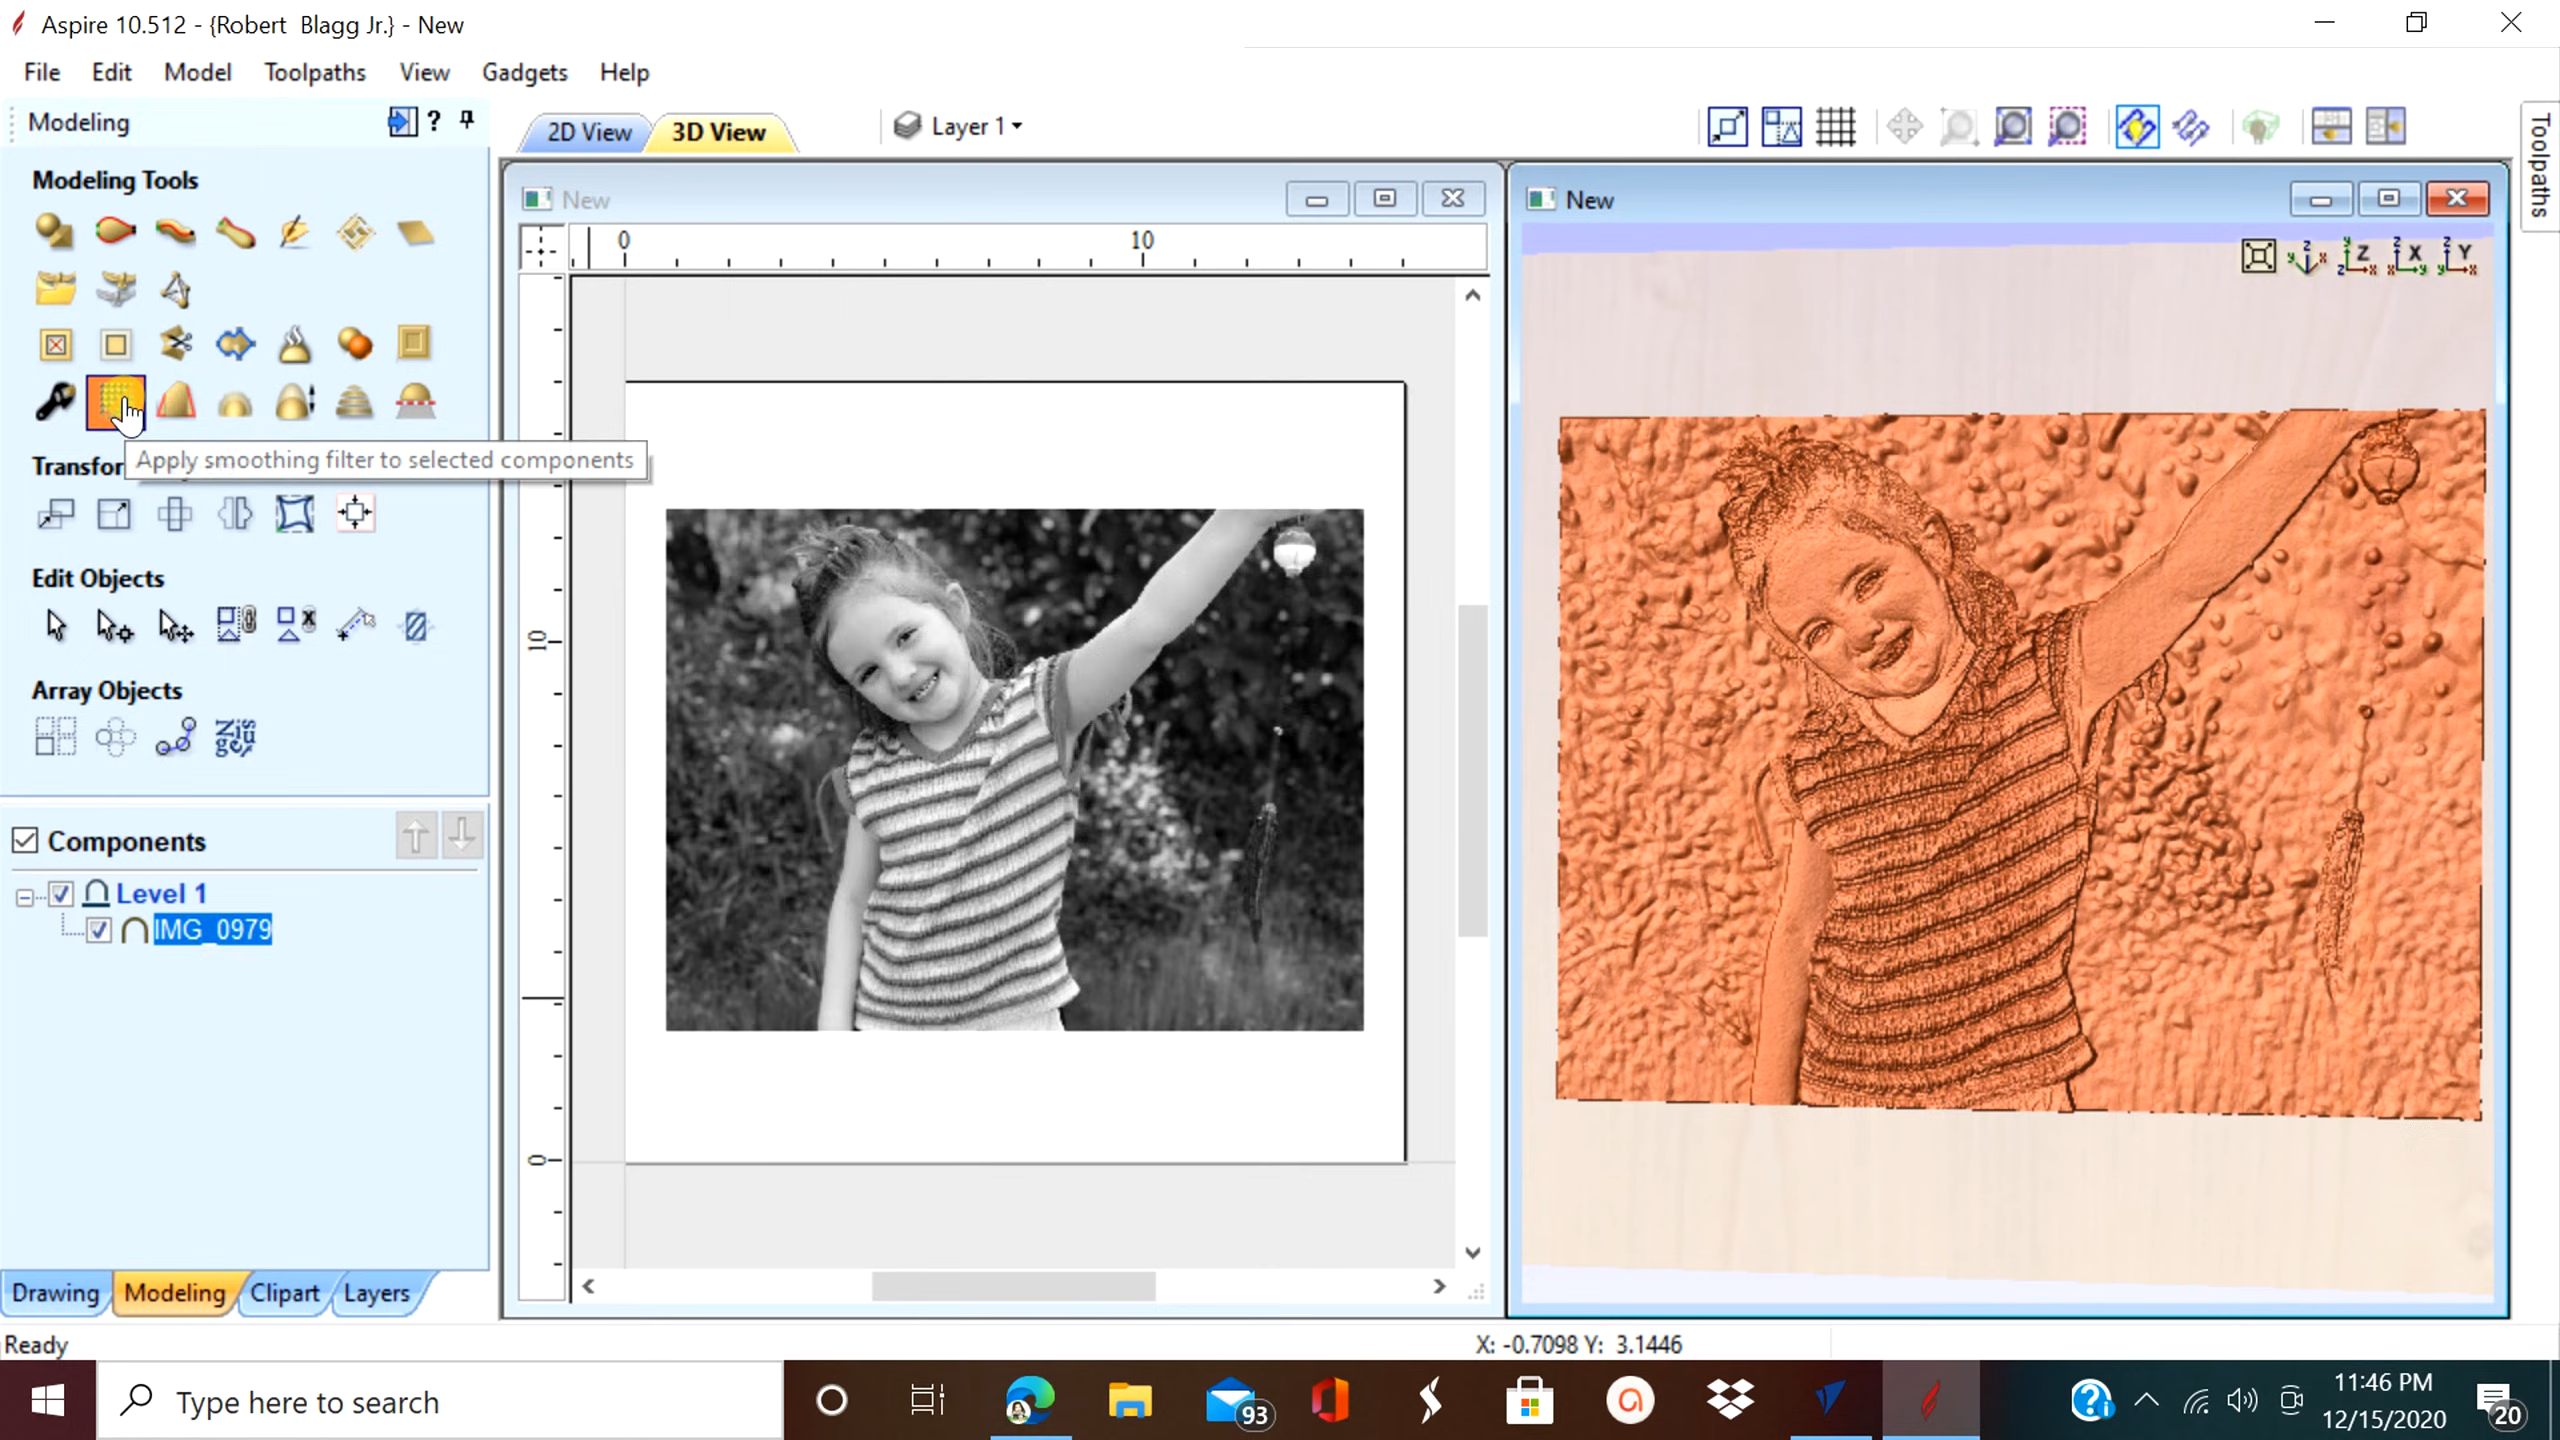 Aspire 10.512 - {Robert Blagg Jr.} - New
File Edit Model Toolpaths View Gadgets Help
Modeling ?
2D View 3D View Layer 1
Toolpaths
Modeling Tools
New
New
0 10
Z X Y
Apply smoothing filter to selected components
Transfor
Edit Objects
10
Array Objects
Components
Level 1
IMG_0979
0
Drawing Modeling Clipart Layers
Ready
X: -0.7098 Y: 3.1446
Type here to search
93
11:46 PM
12/15/2020
20